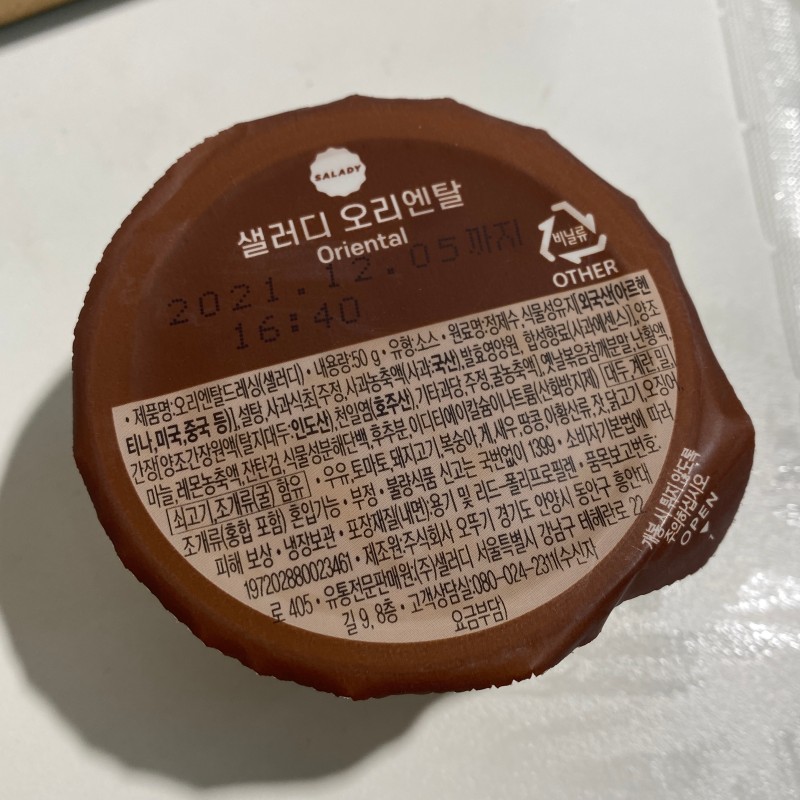 SALADY
샐러디 오리엔탈
Oriental
2021.12.05까지
16:40
비닐류
OTHER
• 제품명:오리엔탈드레싱(샐러디) • 내용량:50 g • 유형:소스 • 원료명:정제수, 식물성유지[외국산(아르헨
티나, 미국, 중국 등)], 설탕, 사과식초[주정, 사과농축액(사과:국산), 발효영양원, 합성향료(사과에센스)], 양조
간장[양조간장원액(탈지대두:인도산), 천일염(호주산), 기타과당, 주정, 굴농축액, 옛날볶음참깨분말, 난황액,
마늘, 레몬농축액, 잔탄검, 식물성분해단백, 후추분, 이디티에이칼슘이나트륨(산화방지제) 대두, 계란, 밀,
쇠고기, 조개류(굴) 함유 • 우유, 토마토, 돼지고기, 복숭아, 게, 새우, 땅콩, 아황산류, 잣, 닭고기, 오징어,
조개류(홍합 포함) 혼입가능 • 부정 • 불량식품 신고는 국번없이 1399 • 소비자기본법에 따라
피해 보상 • 냉장보관 • 포장재질(내면):용기 및 리드-폴리프로필렌 • 품목보고번호:
197202880023461 • 제조원:주식회사 오뚜기 경기도 안양시 동안구 흥안대
로 405 • 유통전문판매원:(주)샐러디 서울특별시 강남구 테헤란로 22
길 9, 8층 • 고객상담실:080-024-2311(수신자
요금부담)
개봉시 튀지 않도록
주의하십시오
OPEN